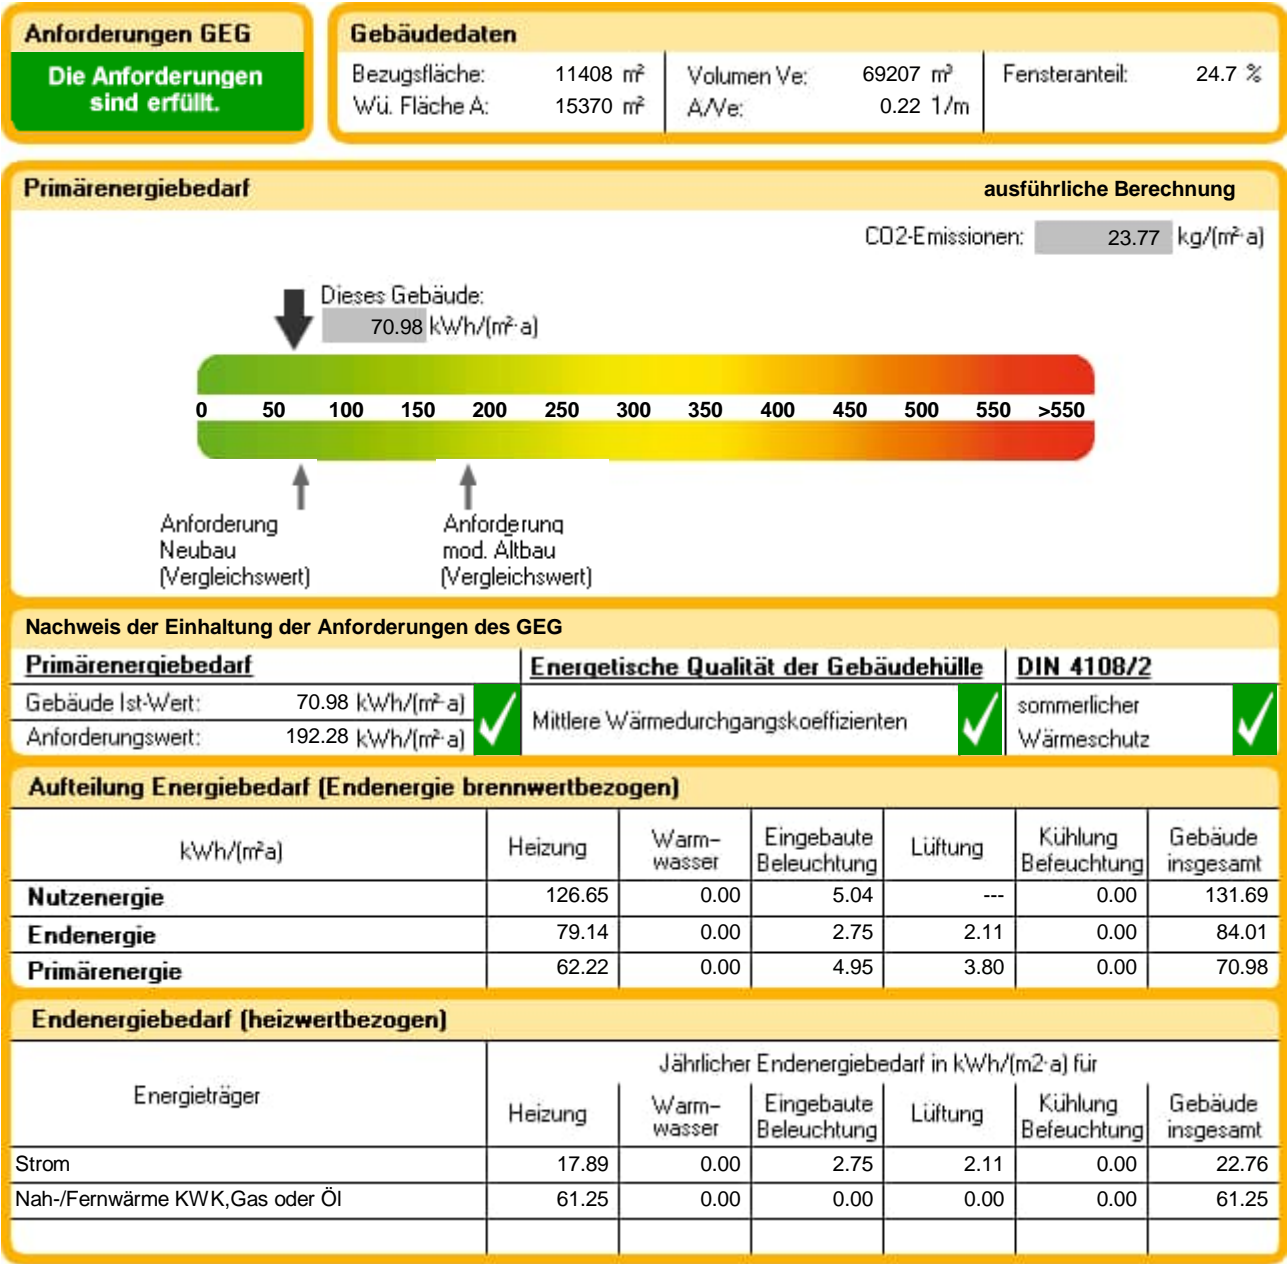 Anforderungen GEG
Die Anforderungen
sind erfüllt.
Gebäudedaten
Bezugsfläche: 11408 m²
Wü. Fläche A: 15370 m²
Volumen Ve: 69207 m³
A/Ve: 0.22 1/m
Fensteranteil: 24.7 %
Primärenergiebedarf ausführliche Berechnung
CO2-Emissionen: 23.77 kg/(m²·a)
Dieses Gebäude:
70.98 kWh/(m²·a)
0 50 100 150 200 250 300 350 400 450 500 550 >550
Anforderung
Neubau
(Vergleichswert)
Anforderung
mod. Altbau
(Vergleichswert)
Nachweis der Einhaltung der Anforderungen des GEG
Primärenergiebedarf
Gebäude Ist-Wert: 70.98 kWh/(m²·a)
Anforderungswert: 192.28 kWh/(m²·a)
Energetische Qualität der Gebäudehülle
Mittlere Wärmedurchgangskoeffizienten
DIN 4108/2
sommerlicher
Wärmeschutz
Aufteilung Energiebedarf (Endenergie brennwertbezogen)
kWh/(m²a) Heizung Warm-wasser Eingebaute Beleuchtung Lüftung Kühlung Befeuchtung Gebäude insgesamt
Nutzenergie 126.65 0.00 5.04 --- 0.00 131.69
Endenergie 79.14 0.00 2.75 2.11 0.00 84.01
Primärenergie 62.22 0.00 4.95 3.80 0.00 70.98
Endenergiebedarf (heizwertbezogen)
Jährlicher Endenergiebedarf in kWh/(m2·a) für
Energieträger Heizung Warm-wasser Eingebaute Beleuchtung Lüftung Kühlung Befeuchtung Gebäude insgesamt
Strom 17.89 0.00 2.75 2.11 0.00 22.76
Nah-/Fernwärme KWK,Gas oder Öl 61.25 0.00 0.00 0.00 0.00 61.25